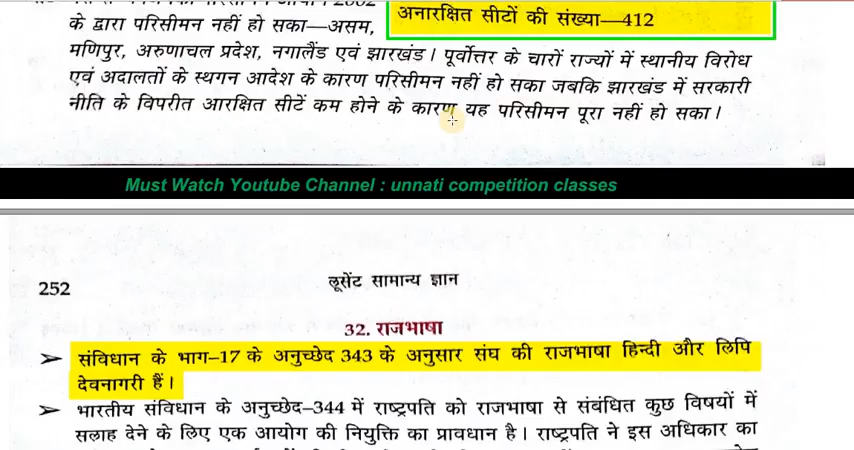 अनारक्षित सीटों की संख्या—412
के द्वारा परिसीमन नहीं हो सका—असम,
मणिपुर, अरुणाचल प्रदेश, नगालैंड एवं झारखंड। पूर्वोत्तर के चारों राज्यों में स्थानीय विरोध
एवं अदालतों के स्थगन आदेश के कारण परिसीमन नहीं हो सका जबकि झारखंड में सरकारी
नीति के विपरीत आरक्षित सीटें कम होने के कारण यह परिसीमन पूरा नहीं हो सका।
Must Watch Youtube Channel : unnati competition classes
252
लूसेंट सामान्य ज्ञान
32. राजभाषा
➢ संविधान के भाग–17 के अनुच्छेद 343 के अनुसार संघ की राजभाषा हिन्दी और लिपि
देवनागरी हैं।
➢ भारतीय संविधान के अनुच्छेद–344 में राष्ट्रपति को राजभाषा से संबंधित कुछ विषयों में
सलाह देने के लिए एक आयोग की नियुक्ति का प्रावधान है। राष्ट्रपति ने इस अधिकार का